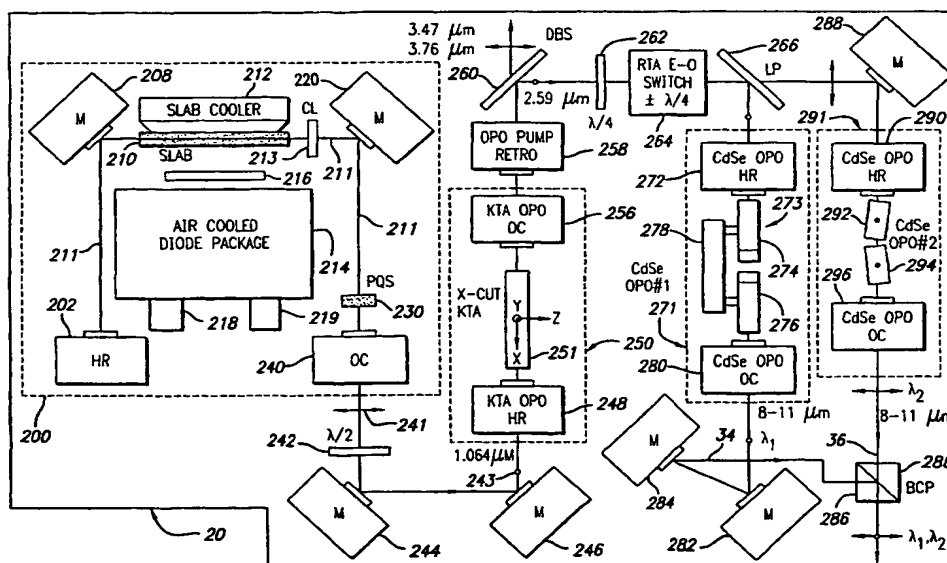 3.47 μm
3.76 μm
DBS
262
266
288
M
208
212
220
SLAB COOLER
CL
M
M
260
2.59 μm
λ/4
RTA E-O
SWITCH
± λ/4
264
LP
210
SLAB
213
211
216
OPO PUMP
RETRO
258
291
290
CdSe OPO
HR
272
CdSe OPO
HR
211
AIR COOLED
DIODE PACKAGE
214
211
KTA OPO
OC
256
278
273
274
292
CdSe
OPO#2
294
PQS
230
218
219
202
HR
240
OC
X-CUT
KTA
Y
Z
X
251
250
CdSe
OPO#1
271
276
296
CdSe OPO
OC
280
CdSe OPO
OC
200
241
242
λ/2
KTA OPO
HR
248
8-11 μm
λ2
8-11 μm
1.064μM
243
M
284
34
λ1
36
288
BCP
286
20
M
244
M
246
M
282
λ1,λ2